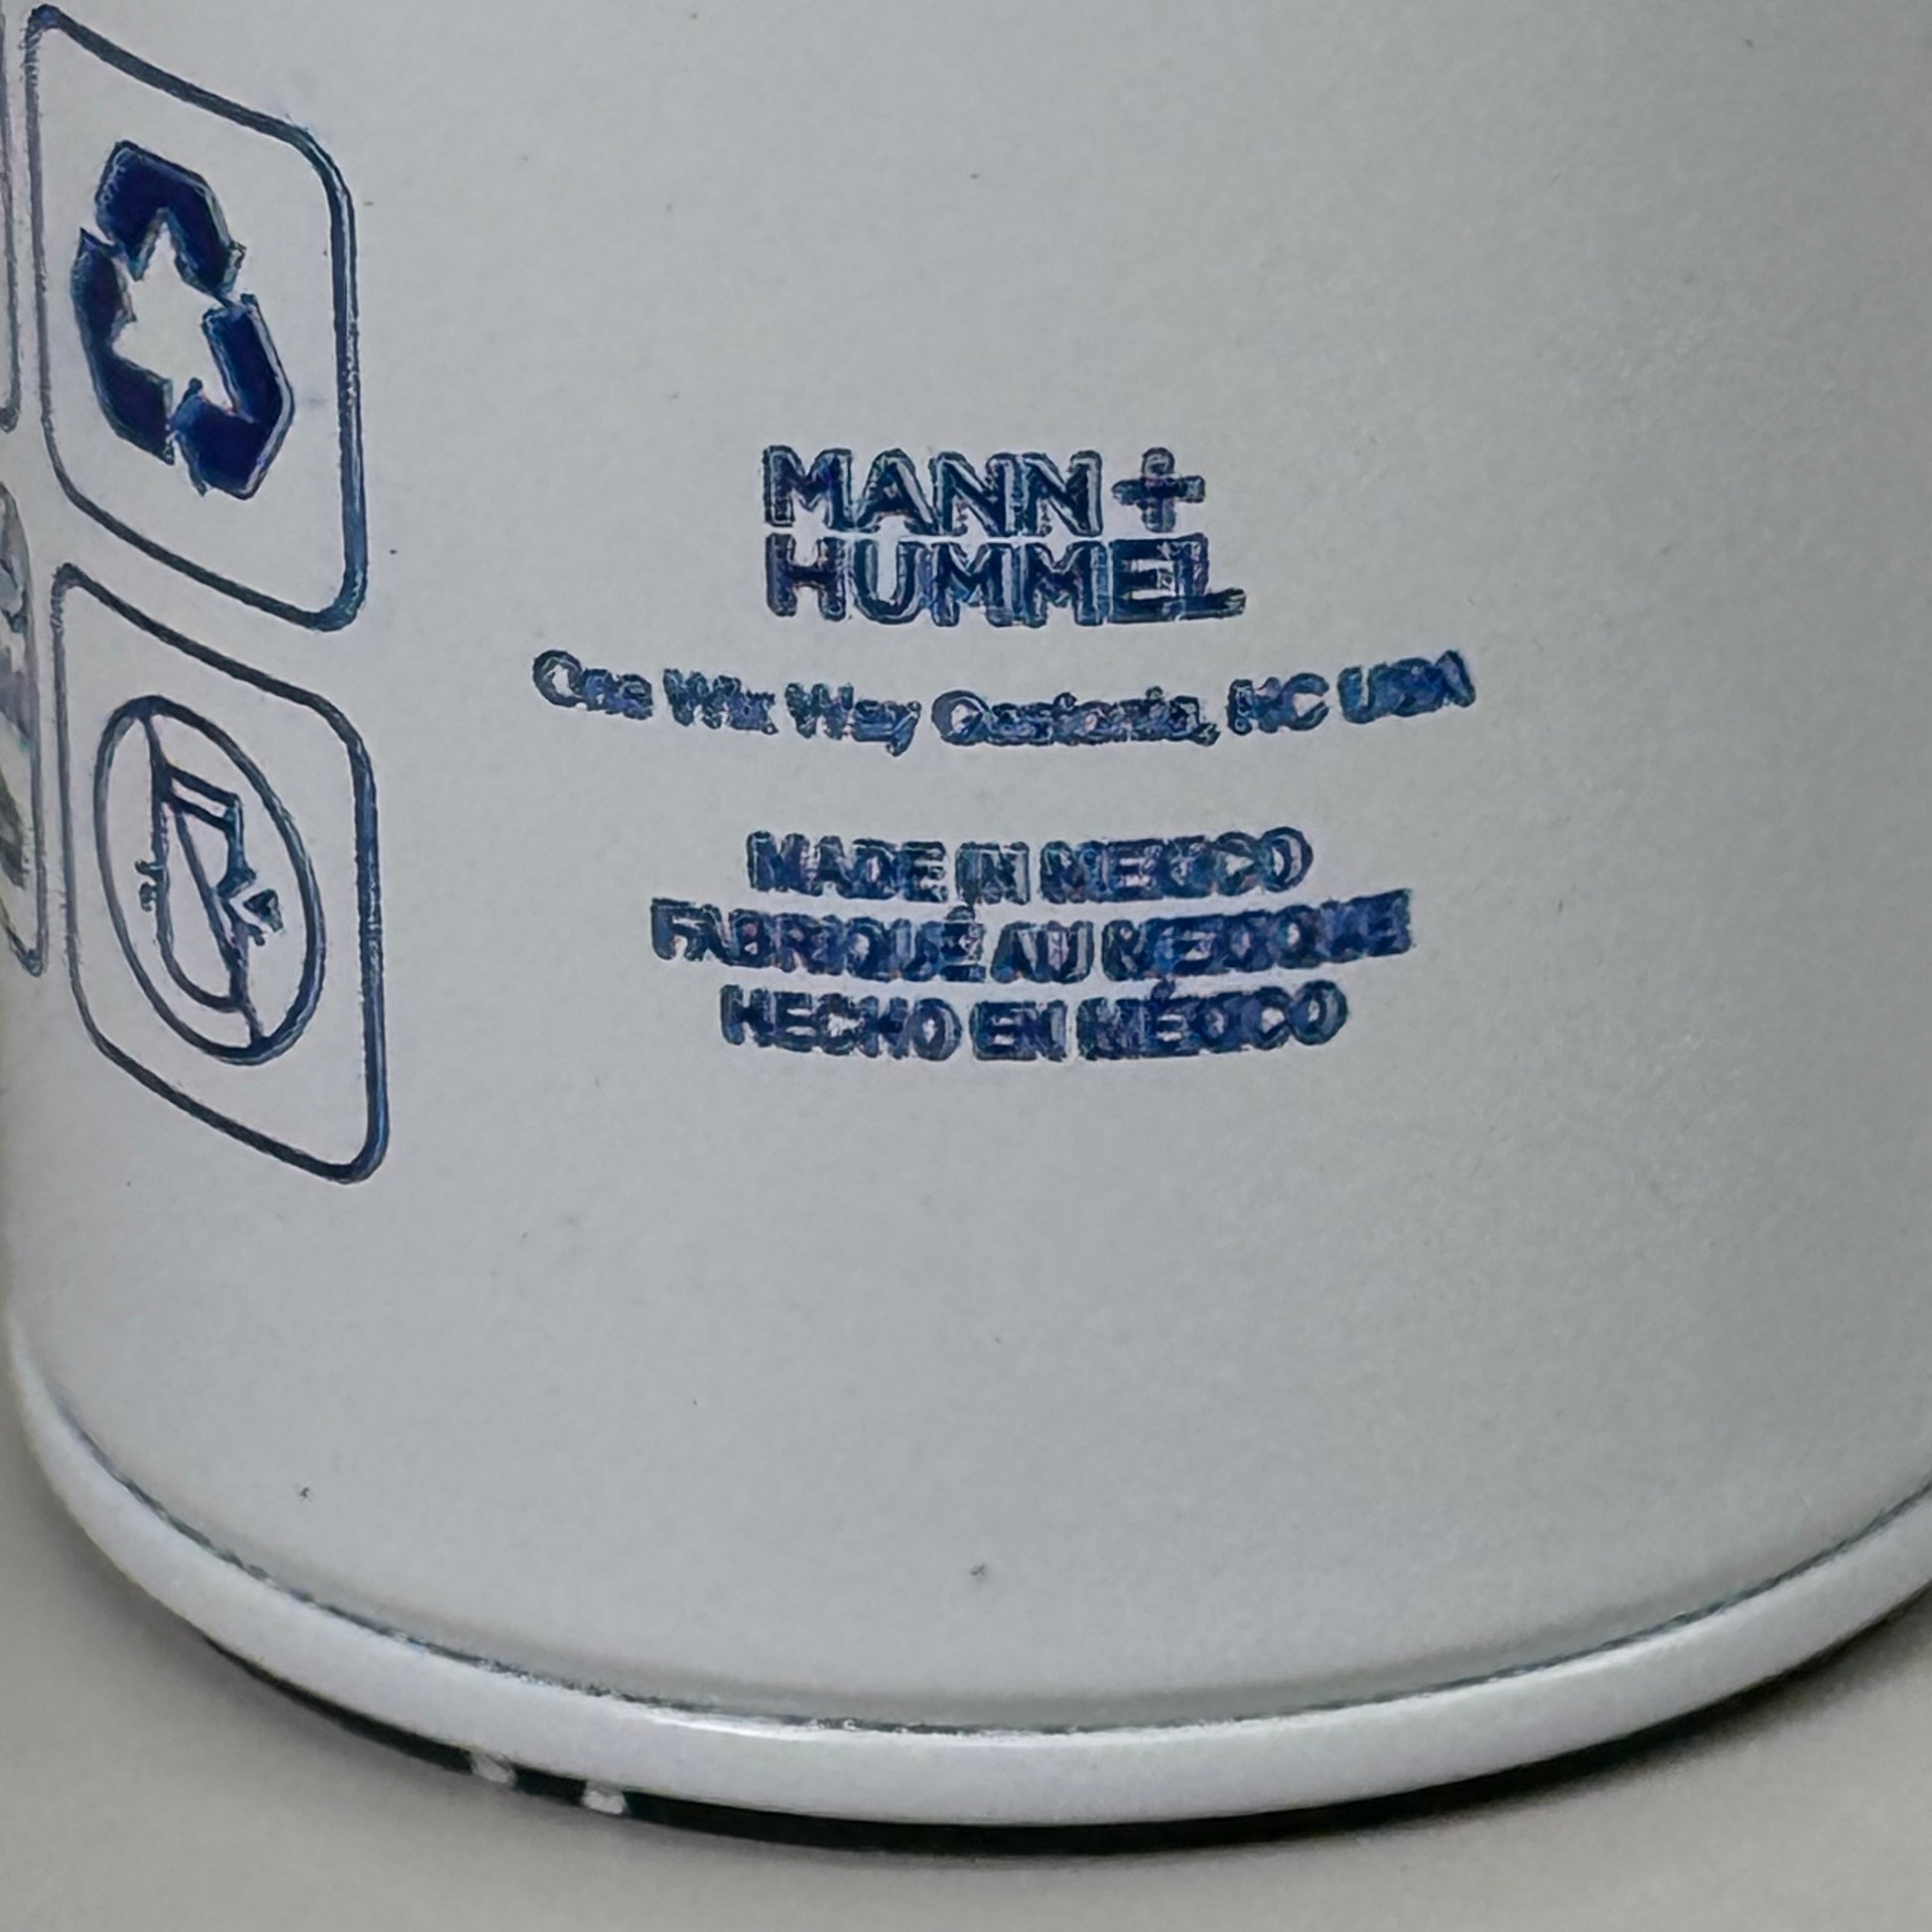 MANN+
HUMMEL
One Wix Way Gastonia, NC USA
MADE IN MEXICO
FABRIQUÉ AU MEXIQUE
HECHO EN MÉXICO